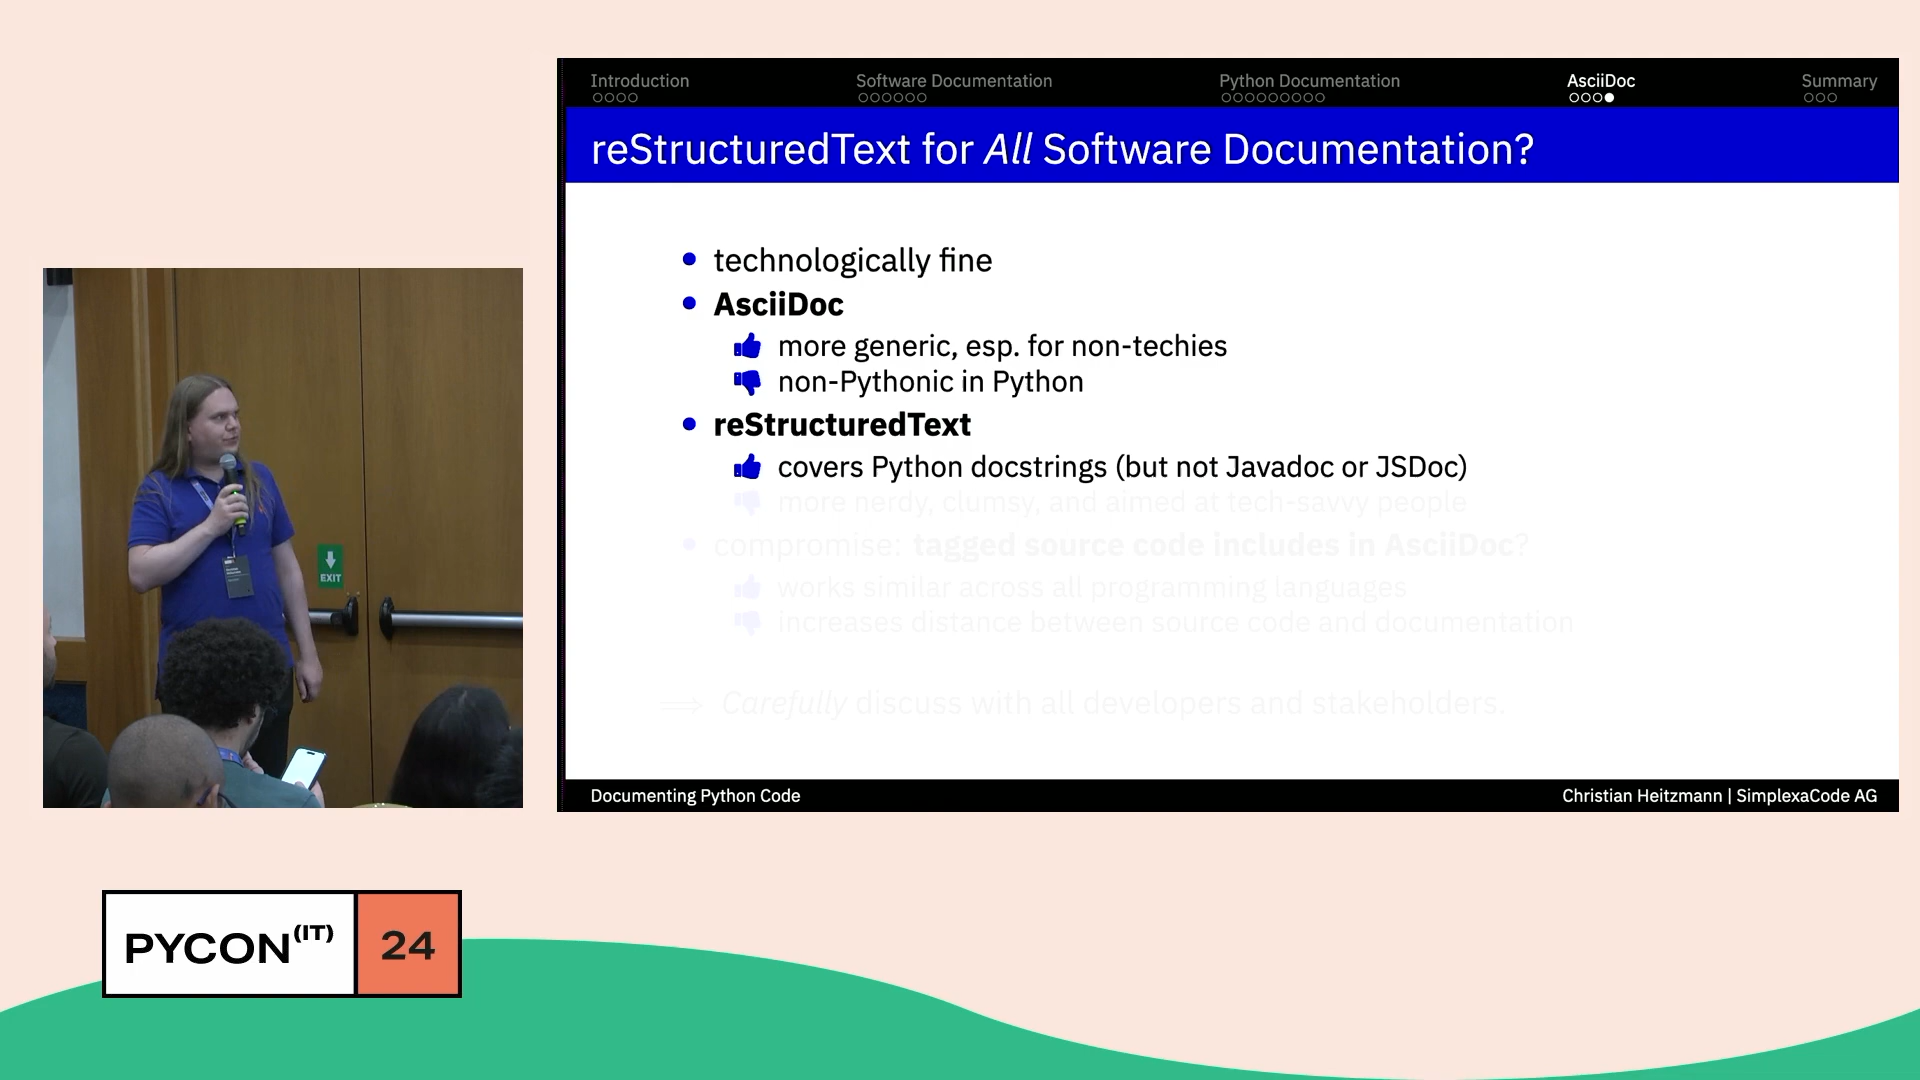 Introduction
Software Documentation
Python Documentation
AsciiDoc
Summary
reStructuredText for All Software Documentation?
technologically fine
AsciiDoc
more generic, esp. for non-techies
non-Pythonic in Python
reStructuredText
covers Python docstrings (but not Javadoc or JSDoc)
more nerdy, clumsy, and aimed at tech-savvy people
compromise: tagged source code includes in AsciiDoc?
works similar across all programming languages
increases distance between source code and documentation
⟹ Carefully discuss with all developers and stakeholders.
Documenting Python Code
Christian Heitzmann | SimplexaCode AG
EXIT
PYCON(IT) 24